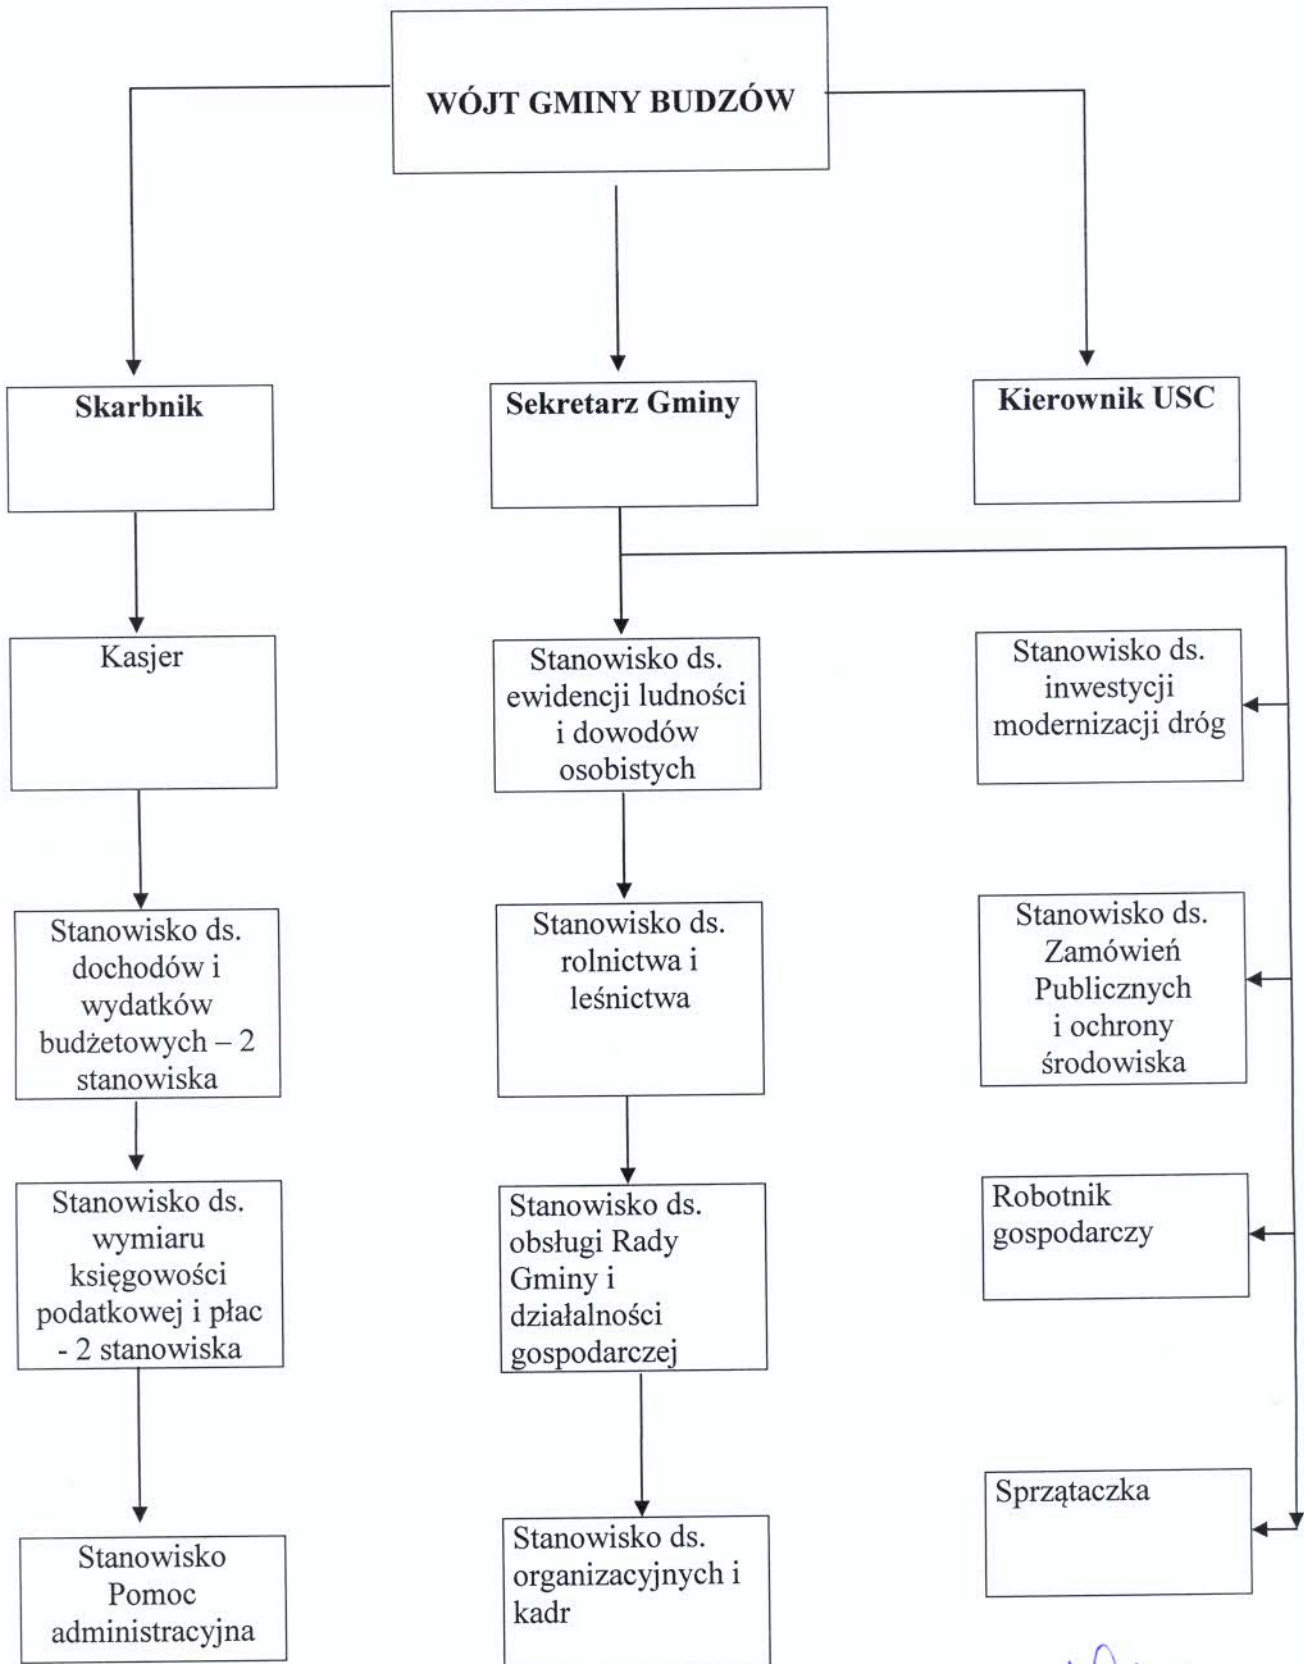 WÓJT GMINY BUDZÓW
Skarbnik
Sekretarz Gminy
Kierownik USC
Kasjer
Stanowisko ds.
ewidencji ludności
i dowodów
osobistych
Stanowisko ds.
inwestycji
modernizacji dróg
Stanowisko ds.
dochodów i
wydatków
budżetowych – 2
stanowiska
Stanowisko ds.
rolnictwa i
leśnictwa
Stanowisko ds.
Zamówień
Publicznych
i ochrony
środowiska
Stanowisko ds.
wymiaru
księgowości
podatkowej i płac
- 2 stanowiska
Stanowisko ds.
obsługi Rady
Gminy i
działalności
gospodarczej
Robotnik
gospodarczy
Stanowisko
Pomoc
administracyjna
Stanowisko ds.
organizacyjnych i
kadr
Sprzątaczka